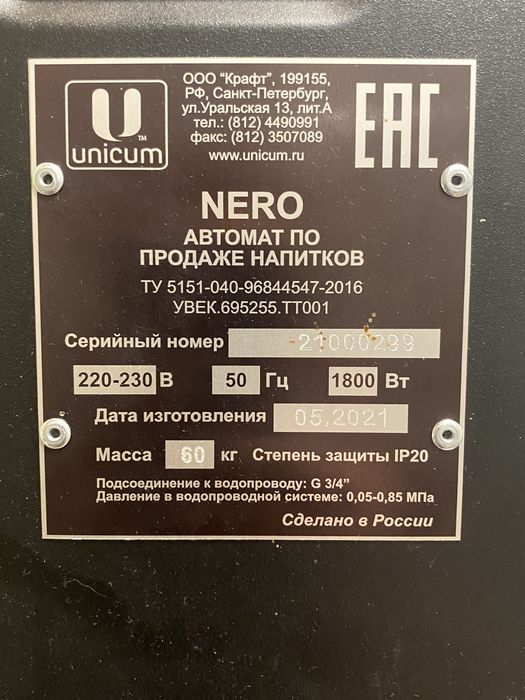 unicum
TM
ООО "Крафт", 199155,
РФ, Санкт-Петербург,
ул.Уральская 13, лит.А
тел.: (812) 4490991
факс: (812) 3507089
www.unicum.ru
EAC
NERO
АВТОМАТ ПО
ПРОДАЖЕ НАПИТКОВ
ТУ 5151-040-96844547-2016
УВЕК.695255.ТТ001
Серийный номер 21000299
220-230 В 50 Гц 1800 Вт
Дата изготовления 05,2021
Масса 60 кг Степень защиты IP20
Подсоединение к водопроводу: G 3/4”
Давление в водопроводной системе: 0,05-0,85 МПа
Сделано в России